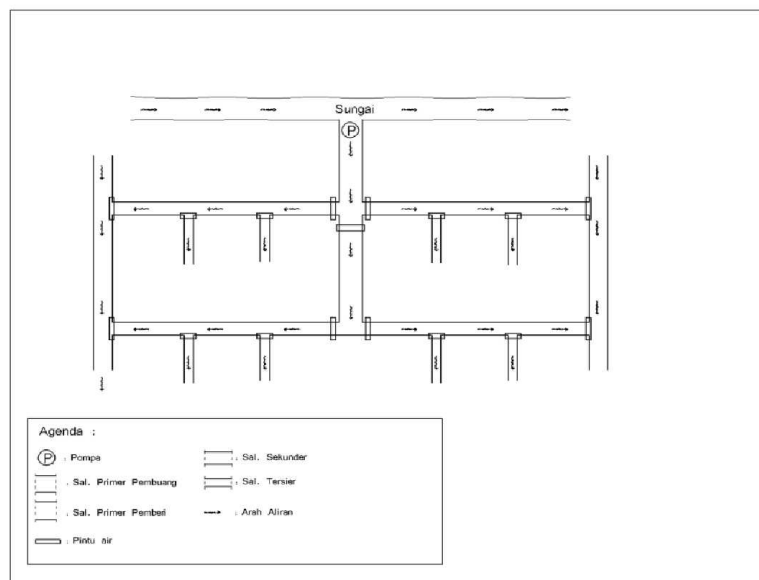 Sungai
P
Agenda :
P : Pompa
: Sal. Primer Pembuang
: Sal. Primer Pemberi
: Pintu air
: Sal. Sekunder
: Sal. Tersier
: Arah Aliran